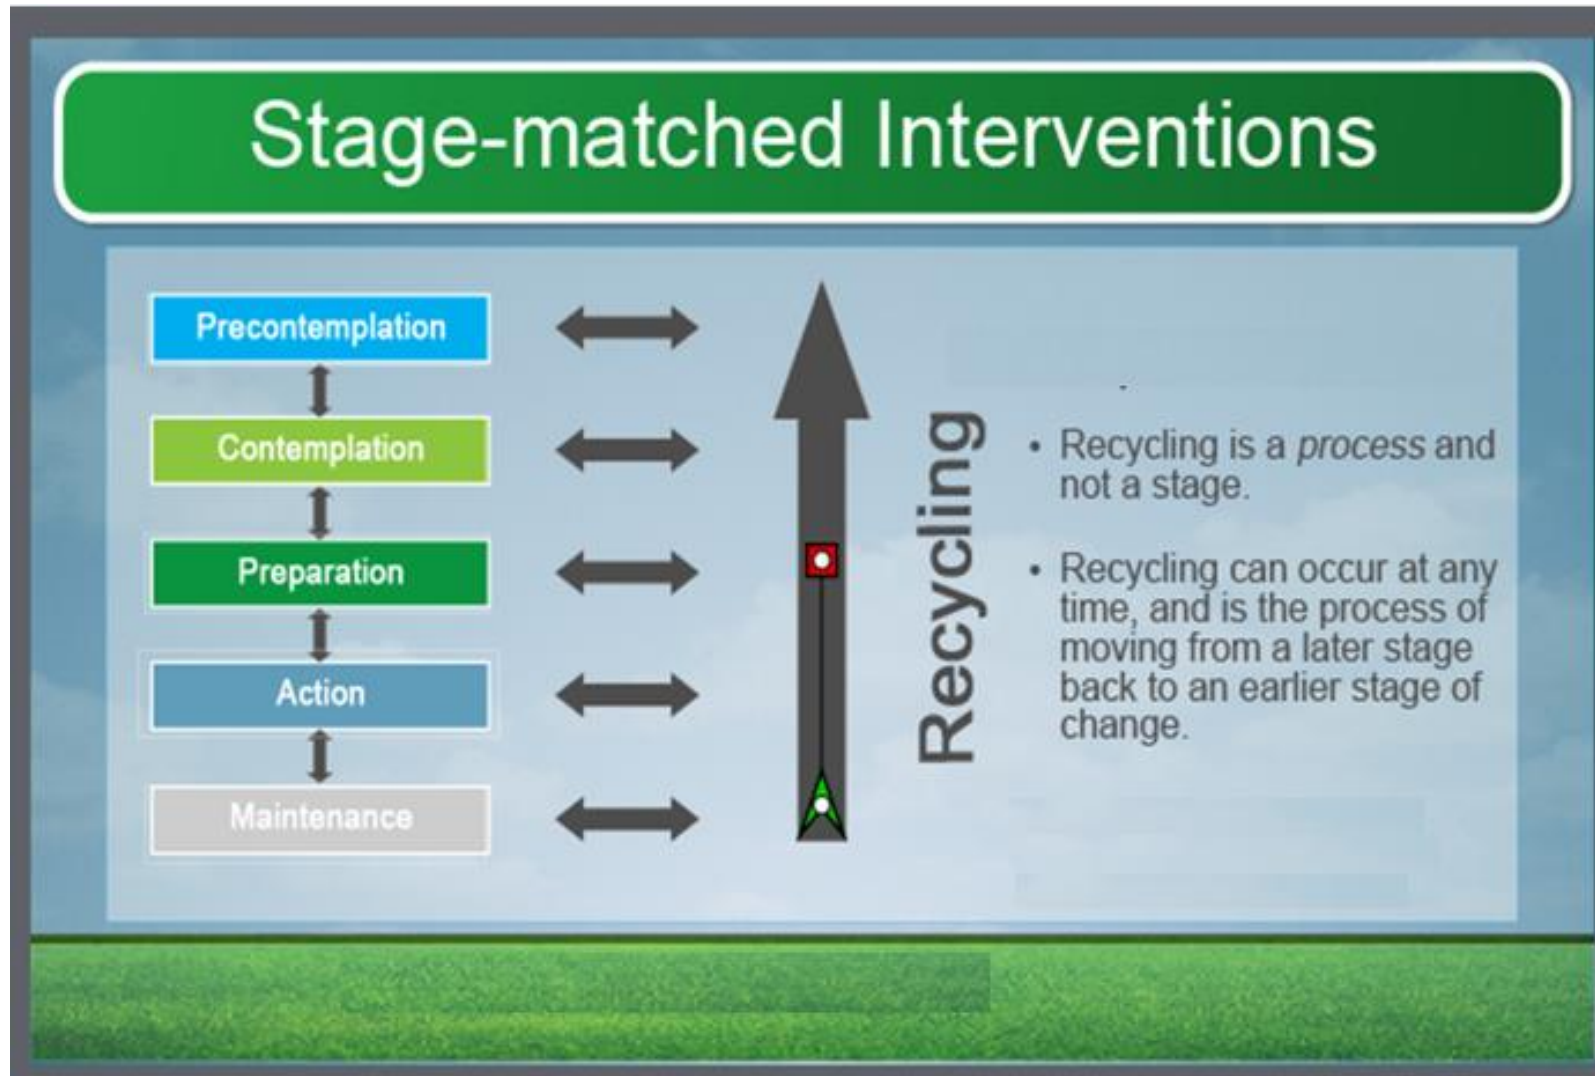 Stage-matched Interventions
Precontemplation
Contemplation
Preparation
Action
Maintenance
Recycling
• Recycling is a process and
not a stage.
• Recycling can occur at any
time, and is the process of
moving from a later stage
back to an earlier stage of
change.